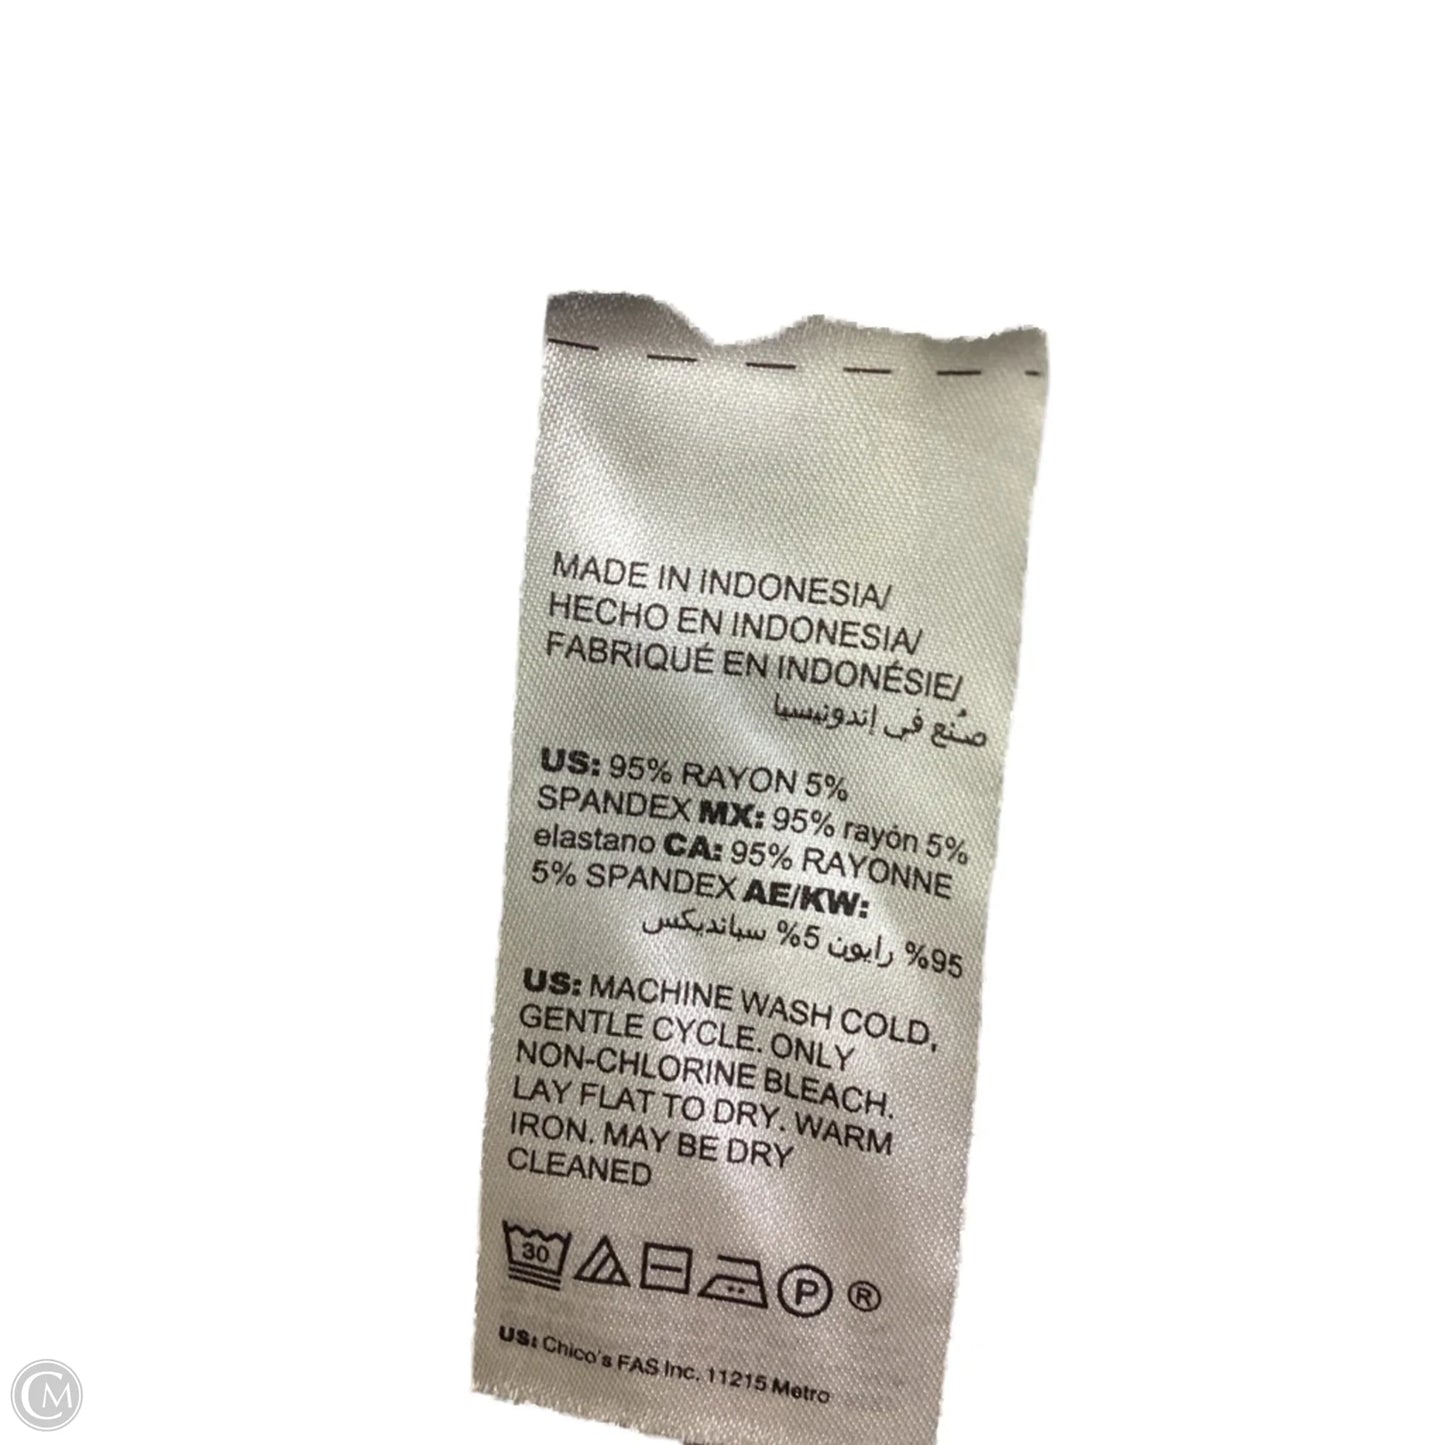 MADE IN INDONESIA/
HECHO EN INDONESIA/
FABRIQUÉ EN INDONÉSIE/
صُنع في إندونيسيا
US: 95% RAYON 5%
SPANDEX MX: 95% rayón 5%
elastano CA: 95% RAYONNE
5% SPANDEX AE/KW:
95% رايون 5% سباندیکس
US: MACHINE WASH COLD,
GENTLE CYCLE. ONLY
NON-CHLORINE BLEACH.
LAY FLAT TO DRY. WARM
IRON. MAY BE DRY
CLEANED
30 P ®
US: Chico's FAS Inc. 11215 Metro
CM